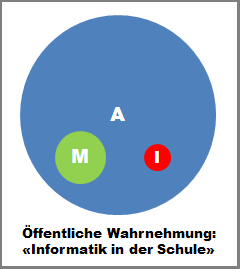 A
M I
Öffentliche Wahrnehmung:
«Informatik in der Schule»